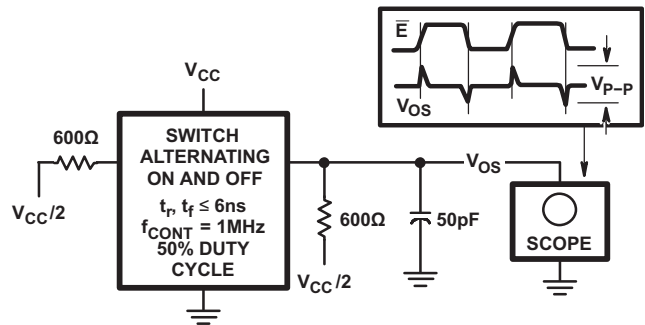 E
V_OS
V_P–P
V_CC
600Ω
V_CC/2
SWITCH
ALTERNATING
ON AND OFF
t_r, t_f ≤ 6ns
f_CONT = 1MHz
50% DUTY
CYCLE
600Ω
V_CC/2
50pF
V_OS
SCOPE